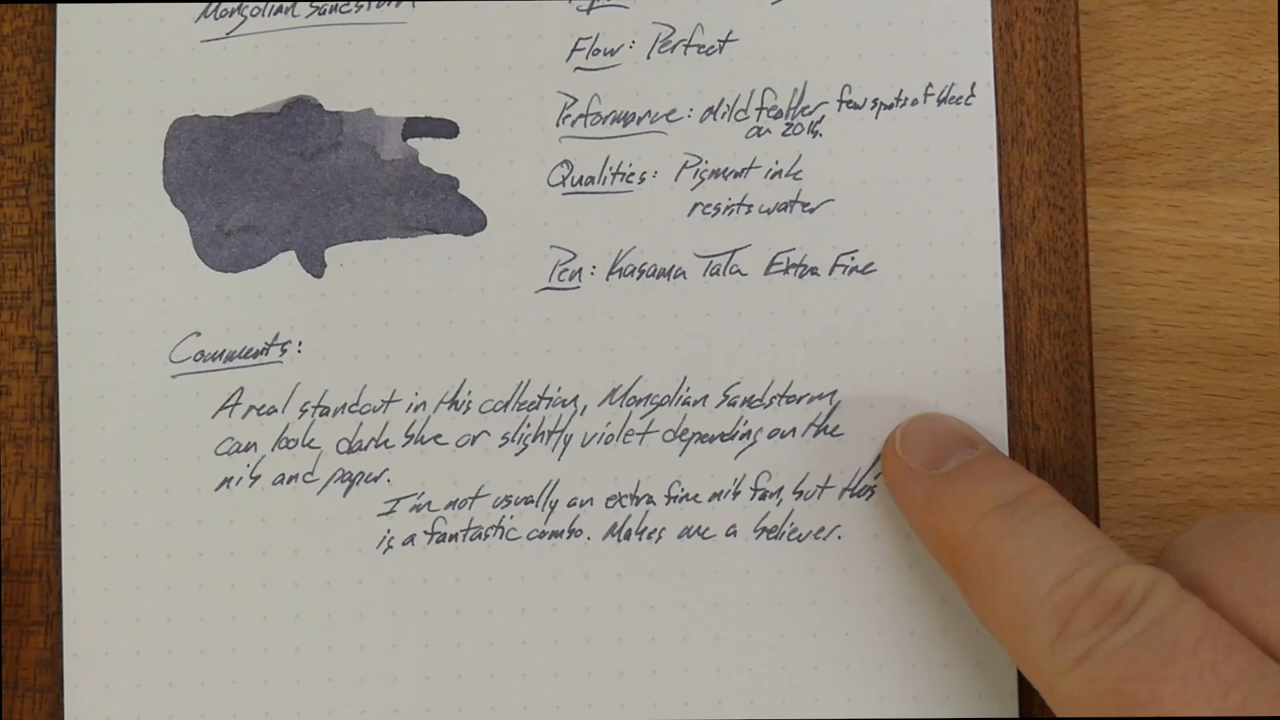 Mongolian Sandstorm
Flow: Perfect
Performance: Mild feather, few spots of bleed
on 20lb.
Qualities: Pigment ink
resists water
Pen: Kasama Tala Extra Fine
Comments:
A real standout in this collection, Mongolian Sandstorm,
can look dark blue or slightly violet depending on the
nib and paper.
I'm not usually an extra fine nib fan, but this
is a fantastic combo. Makes me a believer.